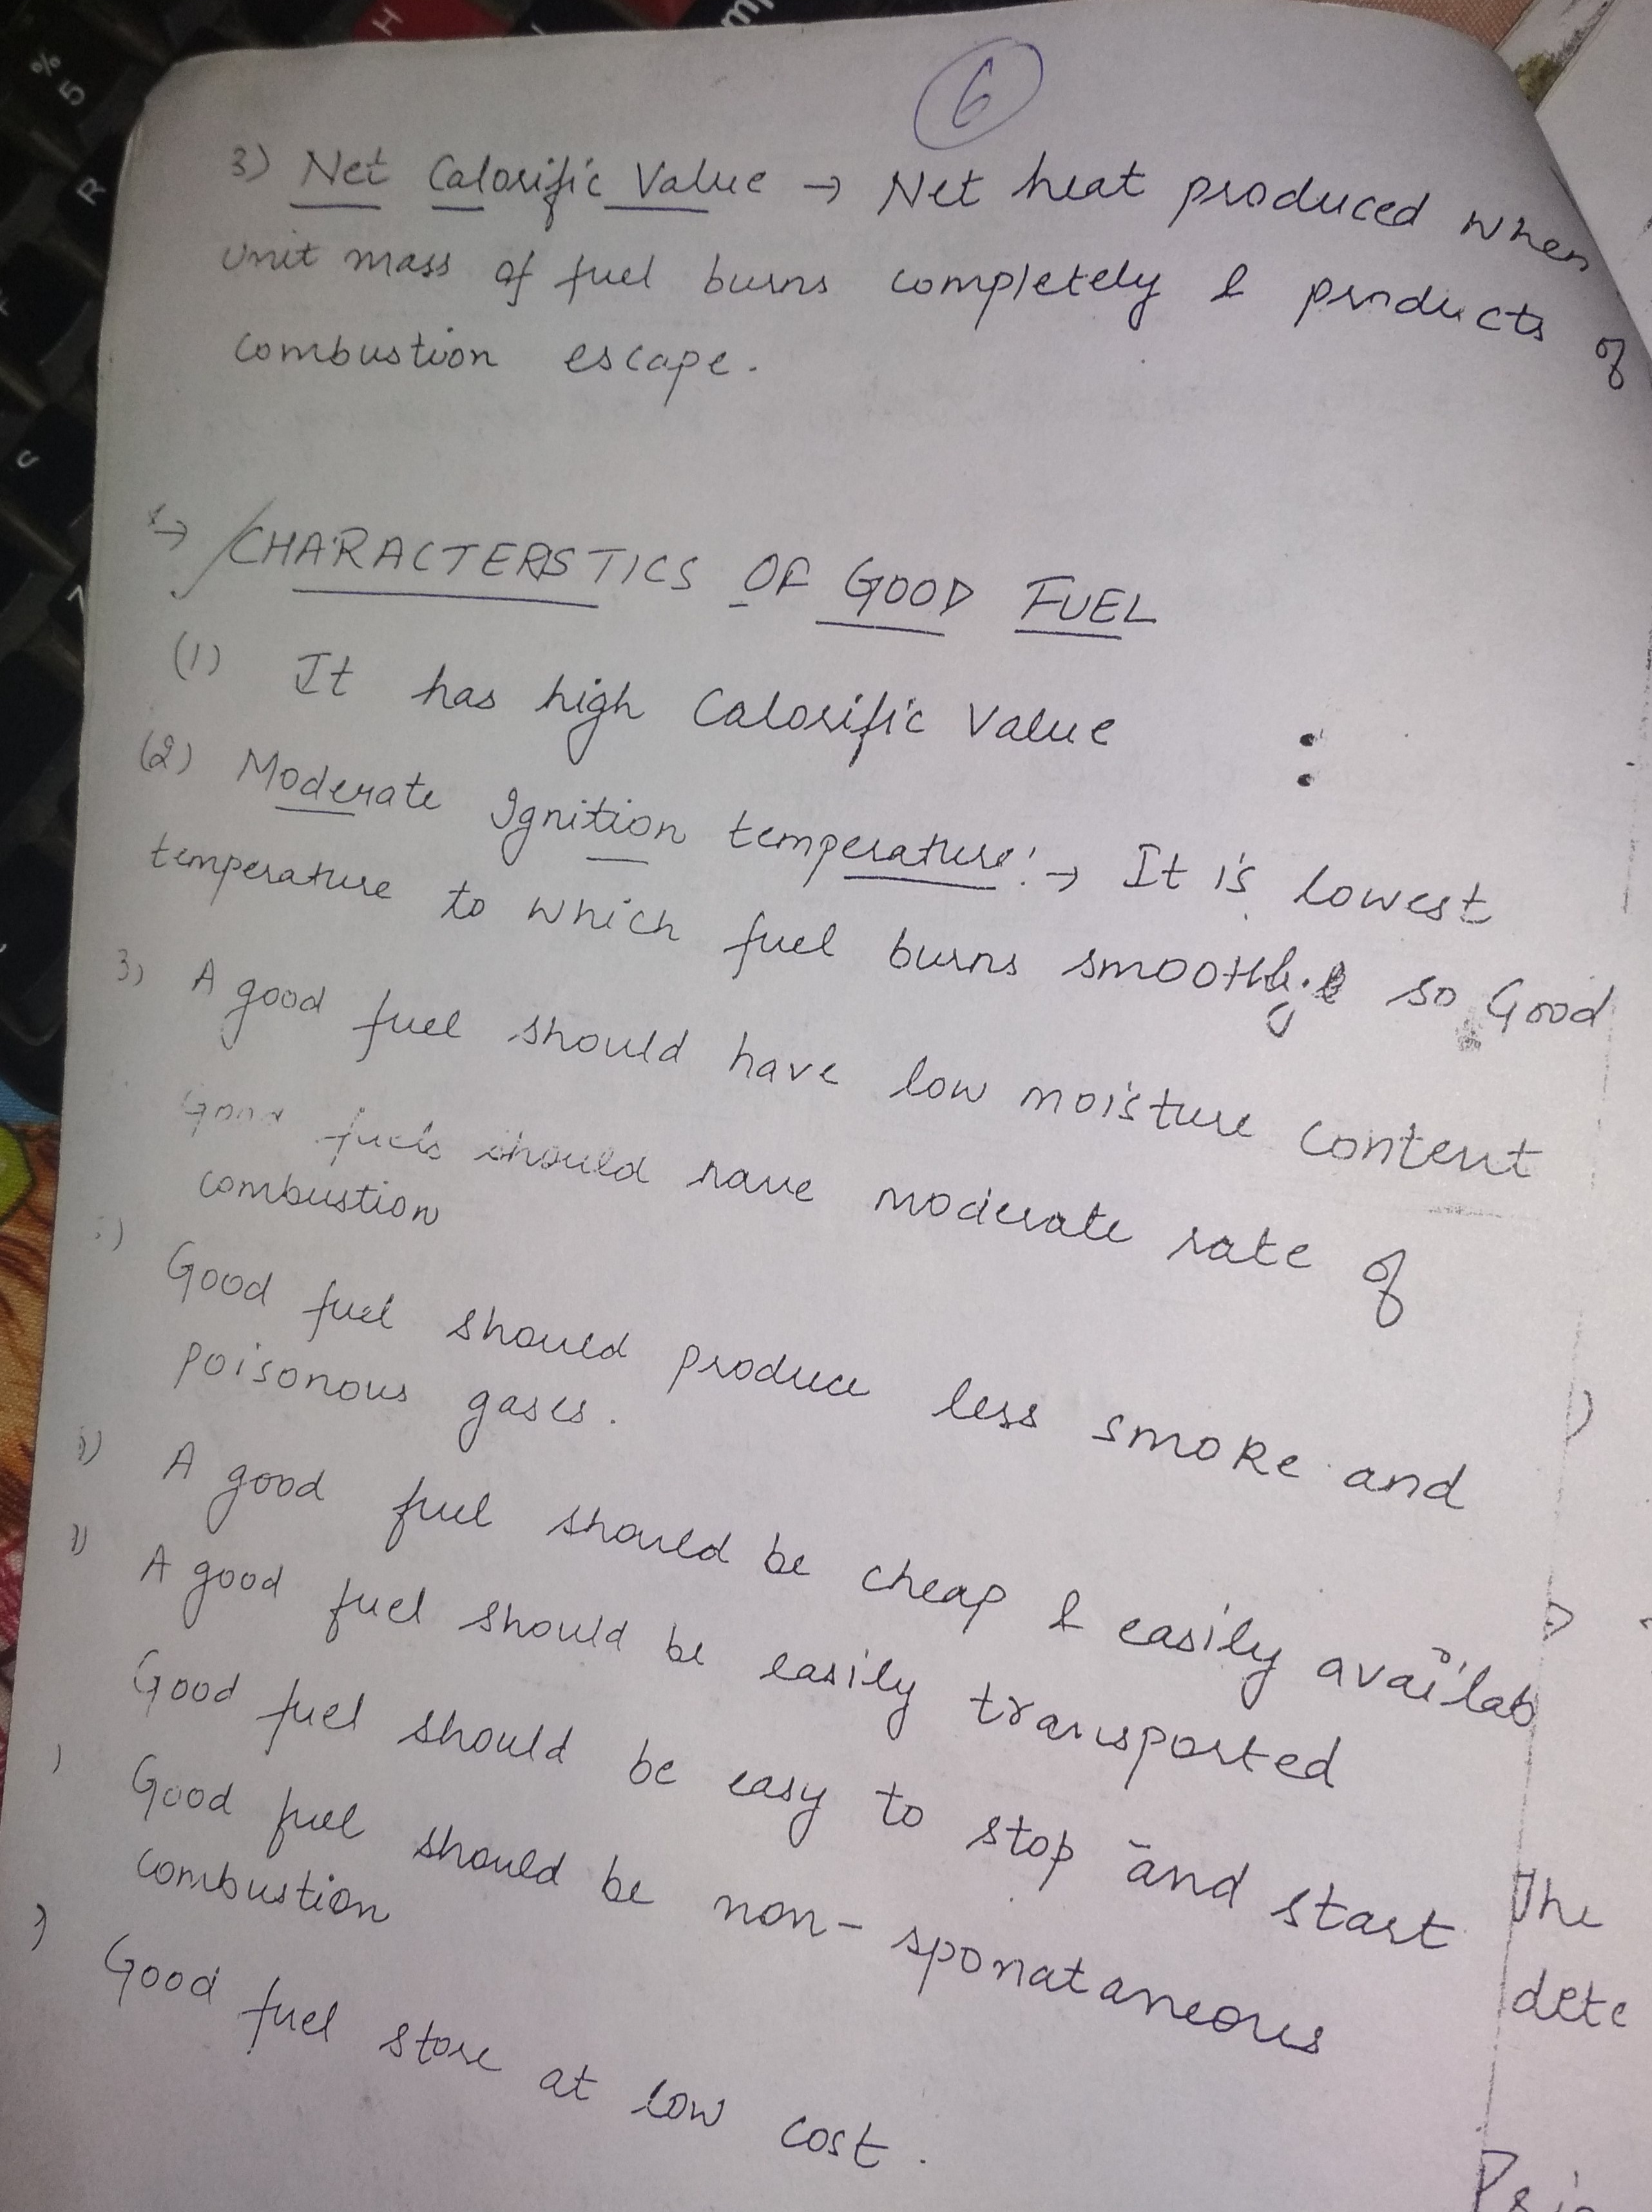 6
3) Net Calorific Value → Net heat produced when
unit mass of fuel burns completely & products of
combustion escape.
→ CHARACTERSTICS OF GOOD FUEL
(1) It has high Calorific Value :
(2) Moderate Ignition temperature:→ It is lowest
temperature to which fuel burns smoothly. so Good
3) A good fuel should have low moisture content
Good fuels should have moderate rate of
combustion
Good fuel should produce less smoke and
poisonous gases.
A good fuel should be cheap & easily availab
A good fuel should be easily transported
Good fuel should be easy to stop and start
Good fuel should be non-sponataneous
combustion
Good fuel store at low cost.
The
dete
% 5
R
H